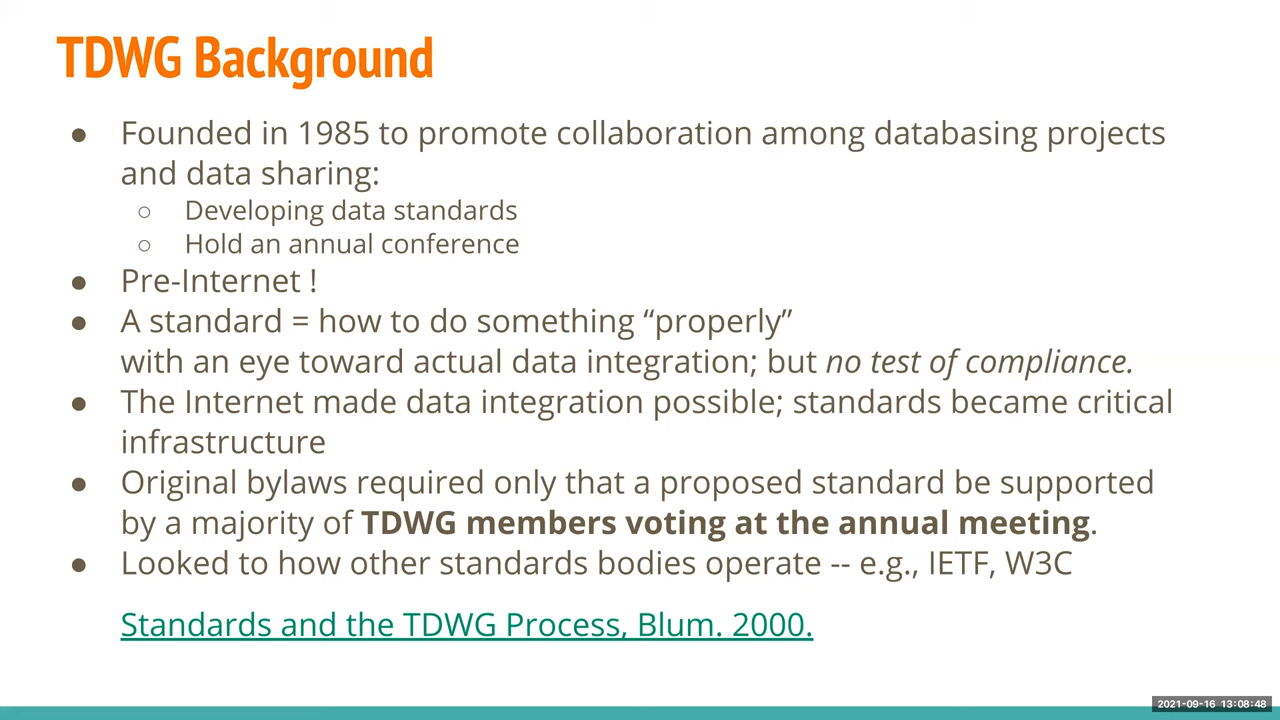 TDWG Background
● Founded in 1985 to promote collaboration among databasing projects
and data sharing:
○ Developing data standards
○ Hold an annual conference
● Pre-Internet !
● A standard = how to do something “properly”
with an eye toward actual data integration; but no test of compliance.
● The Internet made data integration possible; standards became critical
infrastructure
● Original bylaws required only that a proposed standard be supported
by a majority of TDWG members voting at the annual meeting.
● Looked to how other standards bodies operate -- e.g., IETF, W3C
Standards and the TDWG Process, Blum. 2000.
2021-09-16 13:08:48